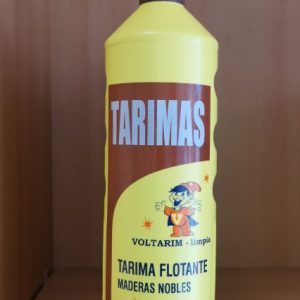 TARIMAS
VOLTARIM - limpia
TARIMA FLOTANTE
MADERAS NOBLES